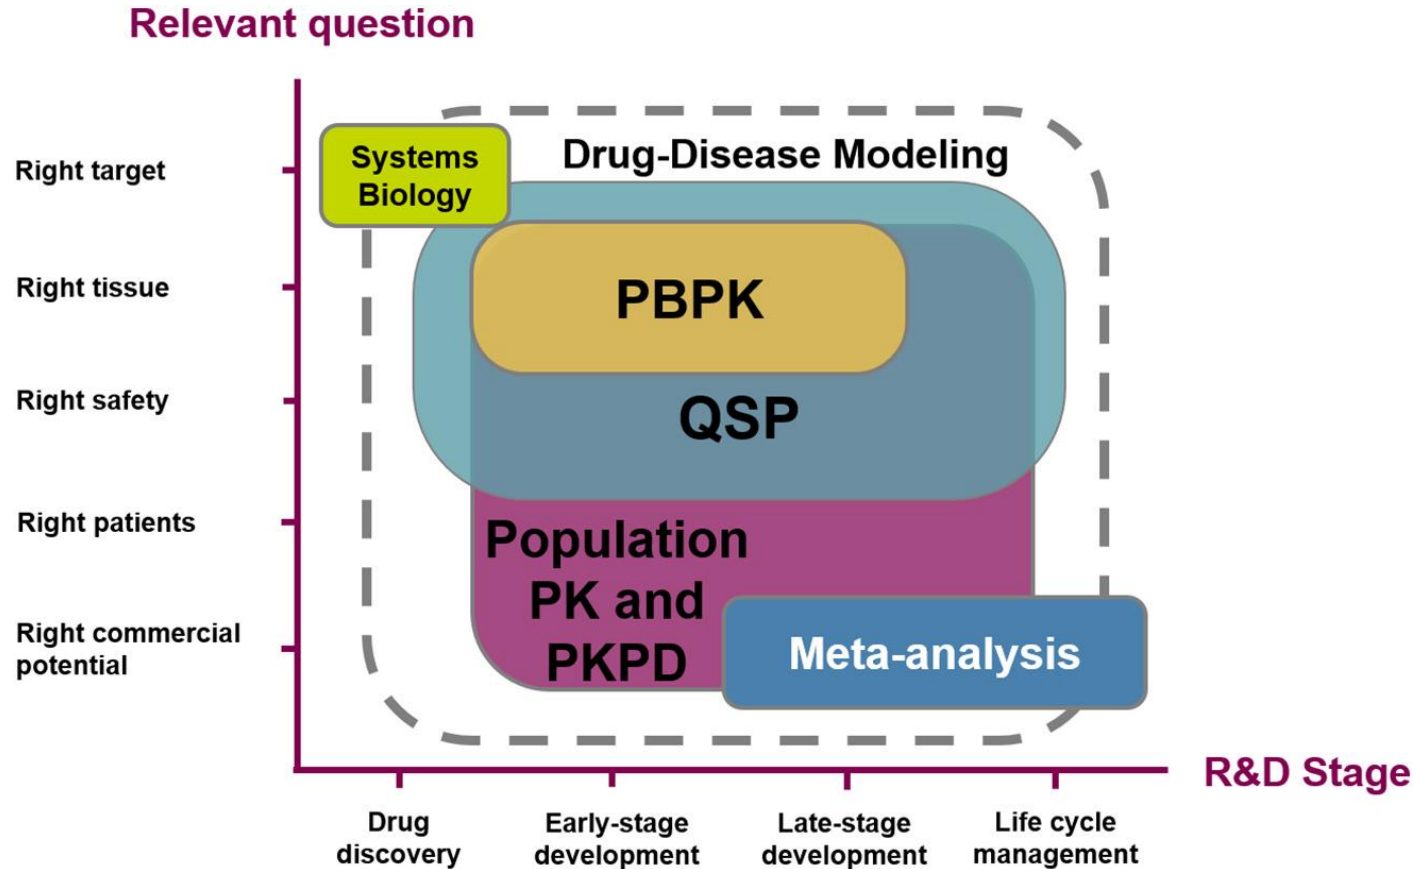 Relevant question
Right target
Right tissue
Right safety
Right patients
Right commercial
potential
Systems
Biology
Drug-Disease Modeling
PBPK
QSP
Population
PK and
PKPD
Meta-analysis
R&D Stage
Drug
discovery
Early-stage
development
Late-stage
development
Life cycle
management